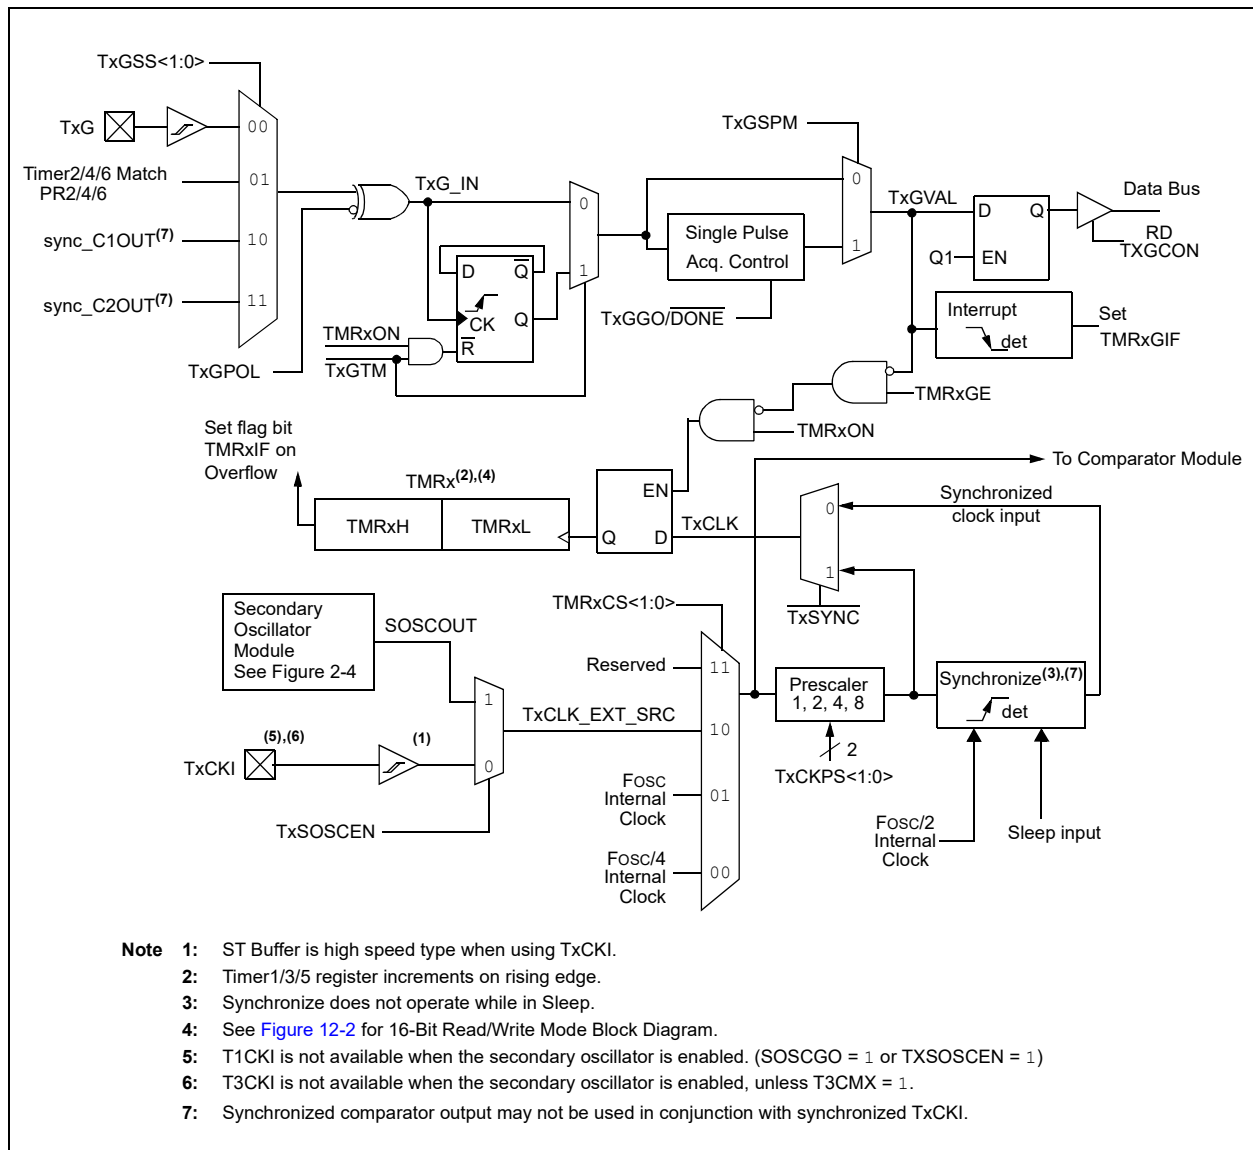 TxGSS<1:0>
TxG
00
Timer2/4/6 Match
PR2/4/6
01
sync_C1OUT(7)
10
sync_C2OUT(7)
11
TxGPOL
TxG_IN
0
1
D
Q
CK
Q
R
TMRxON
TxGTM
Single Pulse
Acq. Control
TxGGO/DONE
TxGSPM
0
1
TxGVAL
D
Q
Q1
EN
Data Bus
RD
TXGCON
Interrupt
det
Set
TMRxGIF
TMRxGE
TMRxON
Set flag bit
TMRxIF on
Overflow
TMRx(2),(4)
TMRxH
TMRxL
EN
Q
D
TxCLK
To Comparator Module
0
1
Synchronized
clock input
TxSYNC
Secondary
Oscillator
Module
See Figure 2-4
SOSCOUT
TMRxCS<1:0>
Reserved
11
1
0
TxCLK_EXT_SRC
10
(5),(6)
TxCKI
(1)
TxSOSCEN
FOSC
Internal
Clock
01
FOSC/4
Internal
Clock
00
Prescaler
1, 2, 4, 8
2
TxCKPS<1:0>
Synchronize(3),(7)
det
FOSC/2
Internal
Clock
Sleep input
Note 1: ST Buffer is high speed type when using TxCKI.
2: Timer1/3/5 register increments on rising edge.
3: Synchronize does not operate while in Sleep.
4: See Figure 12-2 for 16-Bit Read/Write Mode Block Diagram.
5: T1CKI is not available when the secondary oscillator is enabled. (SOSCGO = 1 or TXSOSCEN = 1)
6: T3CKI is not available when the secondary oscillator is enabled, unless T3CMX = 1.
7: Synchronized comparator output may not be used in conjunction with synchronized TxCKI.